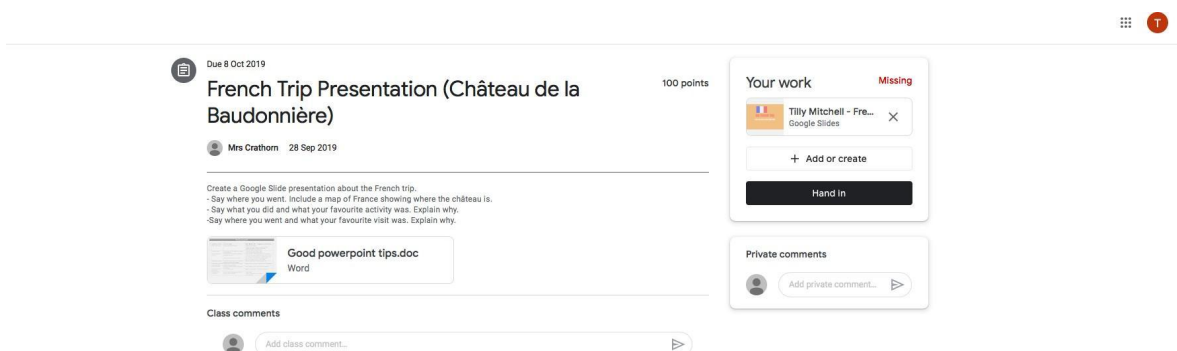 T
Due 8 Oct 2019
French Trip Presentation (Château de la
Baudonnière)
100 points
Mrs Crathorn 28 Sep 2019
Create a Google Slide presentation about the French trip.
- Say where you went. Include a map of France showing where the château is.
- Say what you did and what your favourite activity was. Explain why.
-Say where you went and what your favourite visit was. Explain why.
Good powerpoint tips.doc
Word
Class comments
Add class comment...
Your work
Missing
Tilly Mitchell - Fre...
Google Slides
+ Add or create
Hand in
Private comments
Add private comment...